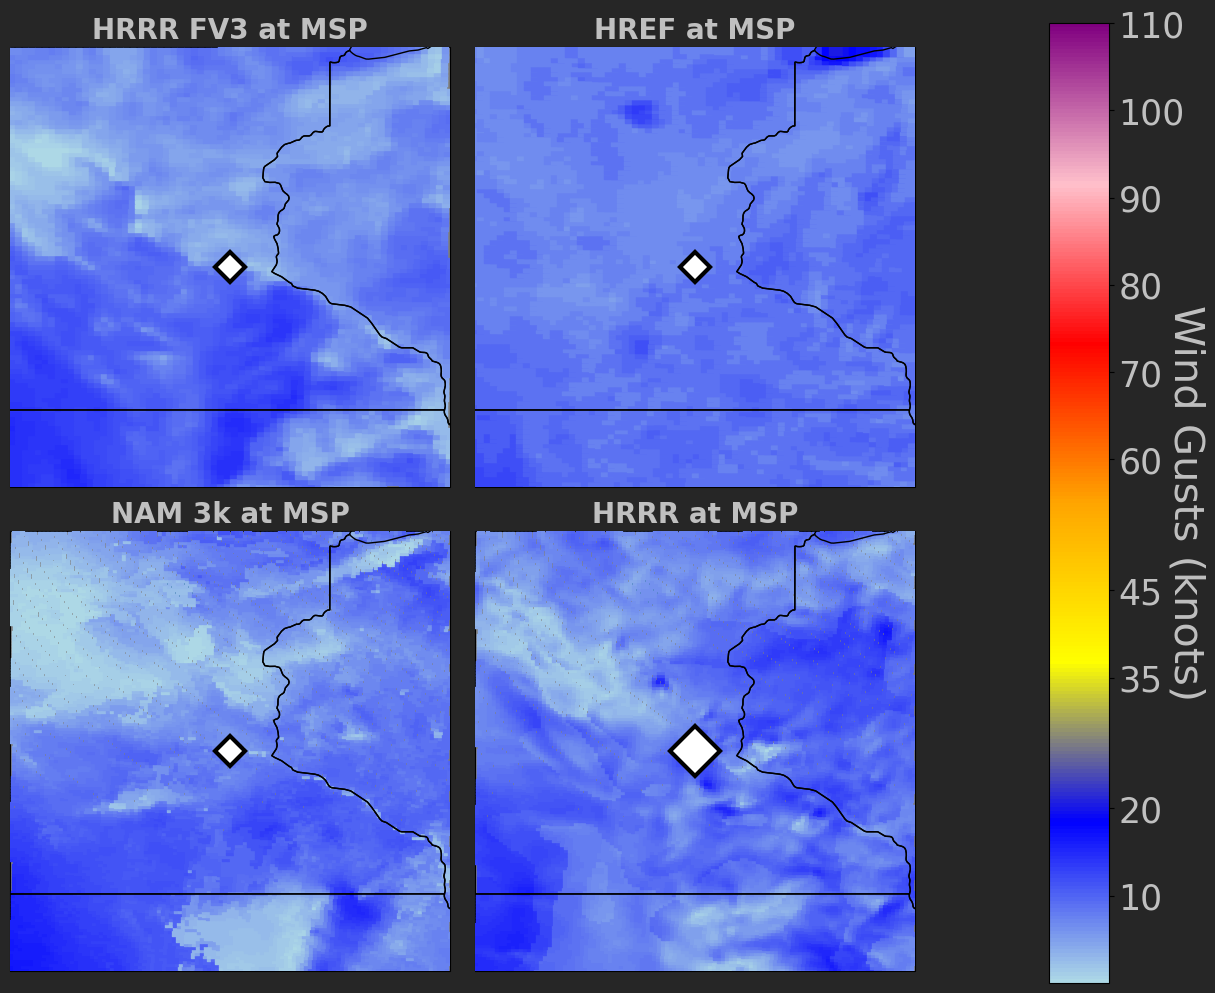 HRRR FV3 at MSP
HREF at MSP
NAM 3k at MSP
HRRR at MSP
110
100
90
80
70
60
45
35
20
10
Wind Gusts (knots)